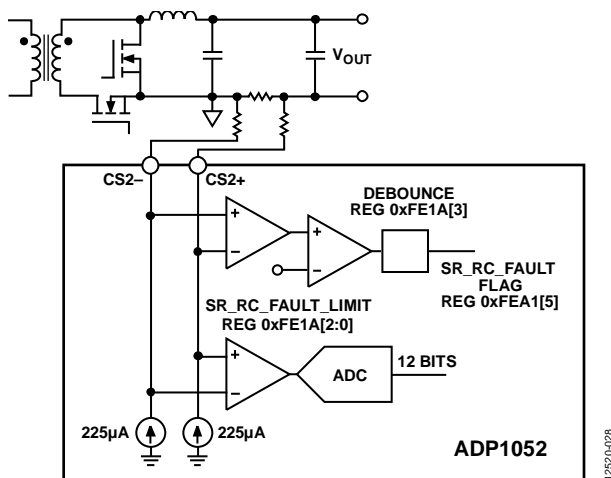 VOUT
CS2− CS2+
DEBOUNCE
REG 0xFE1A[3]
+
−
+
−
SR_RC_FAULT
FLAG
REG 0xFEA1[5]
SR_RC_FAULT_LIMIT
REG 0xFE1A[2:0]
+
−
ADC
12 BITS
225µA
225µA
ADP1052
12520-028